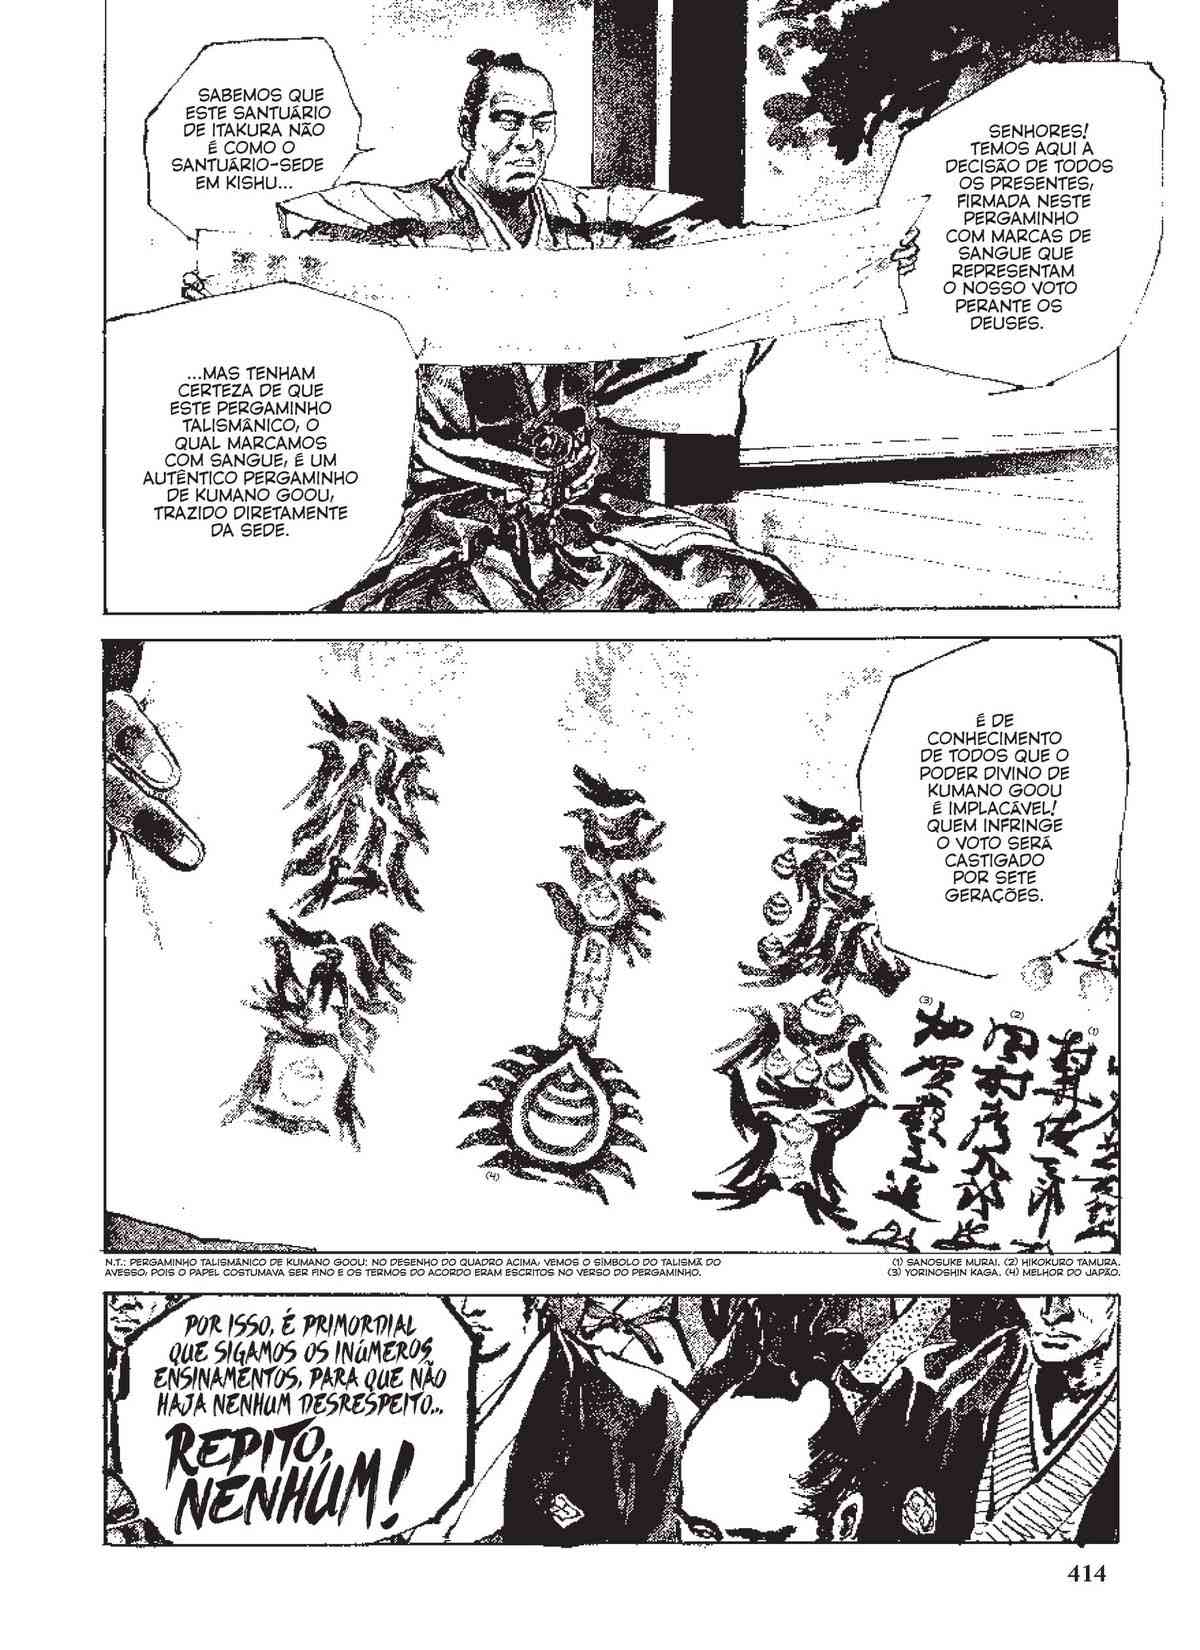 SENHORES!
TEMOS AQUI A
DECISÃO DE TODOS
OS PRESENTES,
FIRMADA NESTE
PERGAMINHO
COM MARCAS DE
SANGUE QUE
REPRESENTAM
O NOSSO VOTO
PERANTE OS
DEUSES.
SABEMOS QUE
ESTE SANTUÁRIO
DE ITAKURA NÃO
É COMO O
SANTUÁRIO-SEDE
EM KISHU...
...MAS TENHAM
CERTEZA DE QUE
ESTE PERGAMINHO
TALISMÂNICO, O
QUAL MARCAMOS
COM SANGUE, É UM
AUTÊNTICO PERGAMINHO
DE KUMANO GOOU,
TRAZIDO DIRETAMENTE
DA SEDE.
É DE
CONHECIMENTO
DE TODOS QUE O
PODER DIVINO DE
KUMANO GOOU
É IMPLACÁVEL!
QUEM INFRINGE
O VOTO SERÁ
CASTIGADO
POR SETE
GERAÇÕES.
(1)
(2)
(3)
(4)
N.T.: PERGAMINHO TALISMÂNICO DE KUMANO GOOU: NO DESENHO DO QUADRO ACIMA, VEMOS O SÍMBOLO DO TALISMÃ DO
AVESSO, POIS O PAPEL COSTUMAVA SER FINO E OS TERMOS DO ACORDO ERAM ESCRITOS NO VERSO DO PERGAMINHO.
(1) SANOSUKE MURAI. (2) HIKOKURO TAMURA.
(3) YORINOSHIN KAGA. (4) MELHOR DO JAPÃO.
POR ISSO, É PRIMORDIAL
QUE SIGAMOS OS INÚMEROS
ENSINAMENTOS, PARA QUE NÃO
HAJA NENHUM DESRESPEITO...
REPITO,
NENHUM!
414